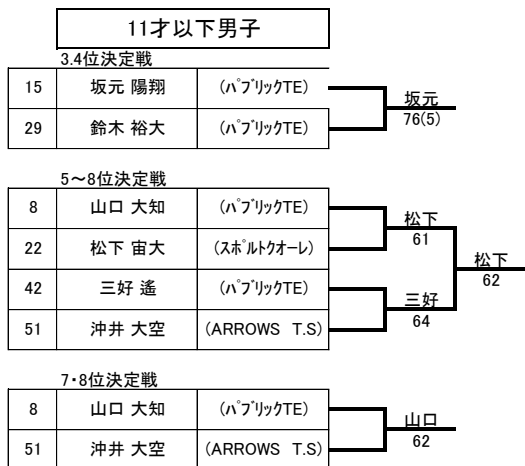 11才以下男子
3.4位決定戦
15 坂元 陽翔 (ﾊﾟﾌﾞﾘｯｸTE)
坂元
76(5)
29 鈴木 裕大 (ﾊﾟﾌﾞﾘｯｸTE)
5～8位決定戦
8 山口 大知 (ﾊﾟﾌﾞﾘｯｸTE)
松下
61
22 松下 宙大 (ｽﾎﾟﾙﾄｸｵｰﾚ)
松下
62
42 三好 遙 (ﾊﾟﾌﾞﾘｯｸTE)
三好
64
51 沖井 大空 (ARROWS T.S)
7・8位決定戦
8 山口 大知 (ﾊﾟﾌﾞﾘｯｸTE)
山口
62
51 沖井 大空 (ARROWS T.S)